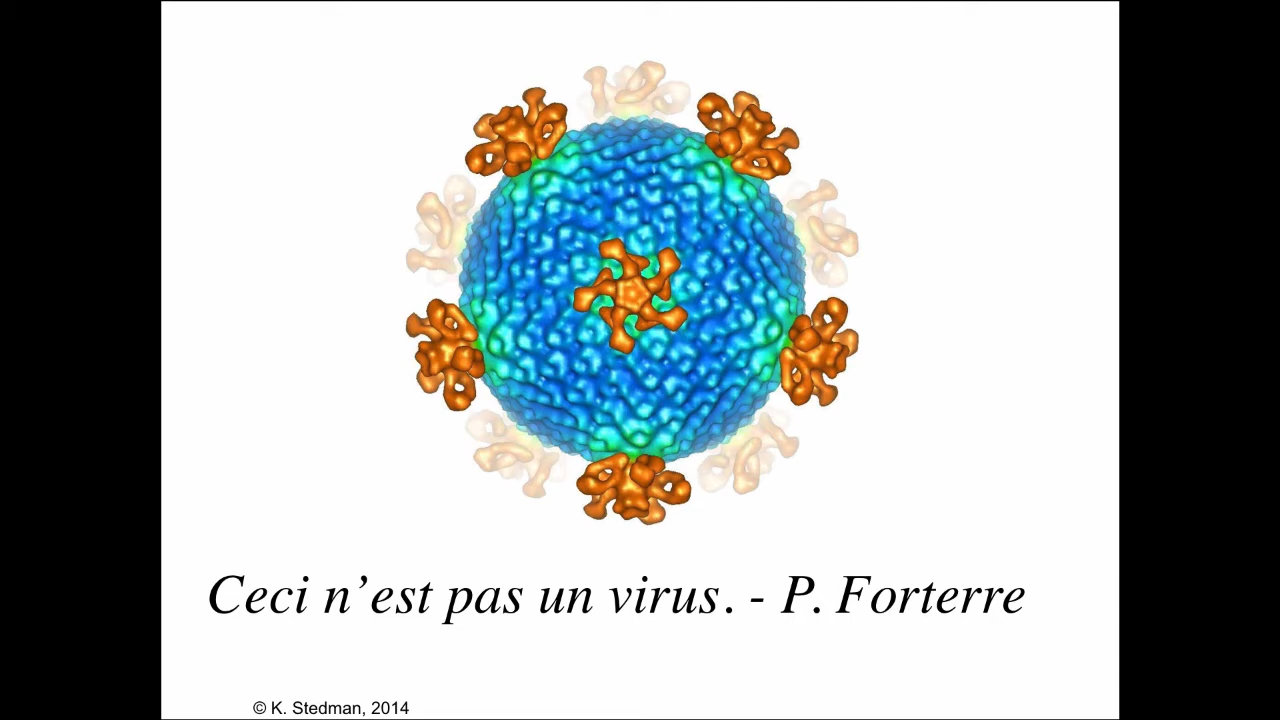 Ceci n’est pas un virus. - P. Forterre
© K. Stedman, 2014